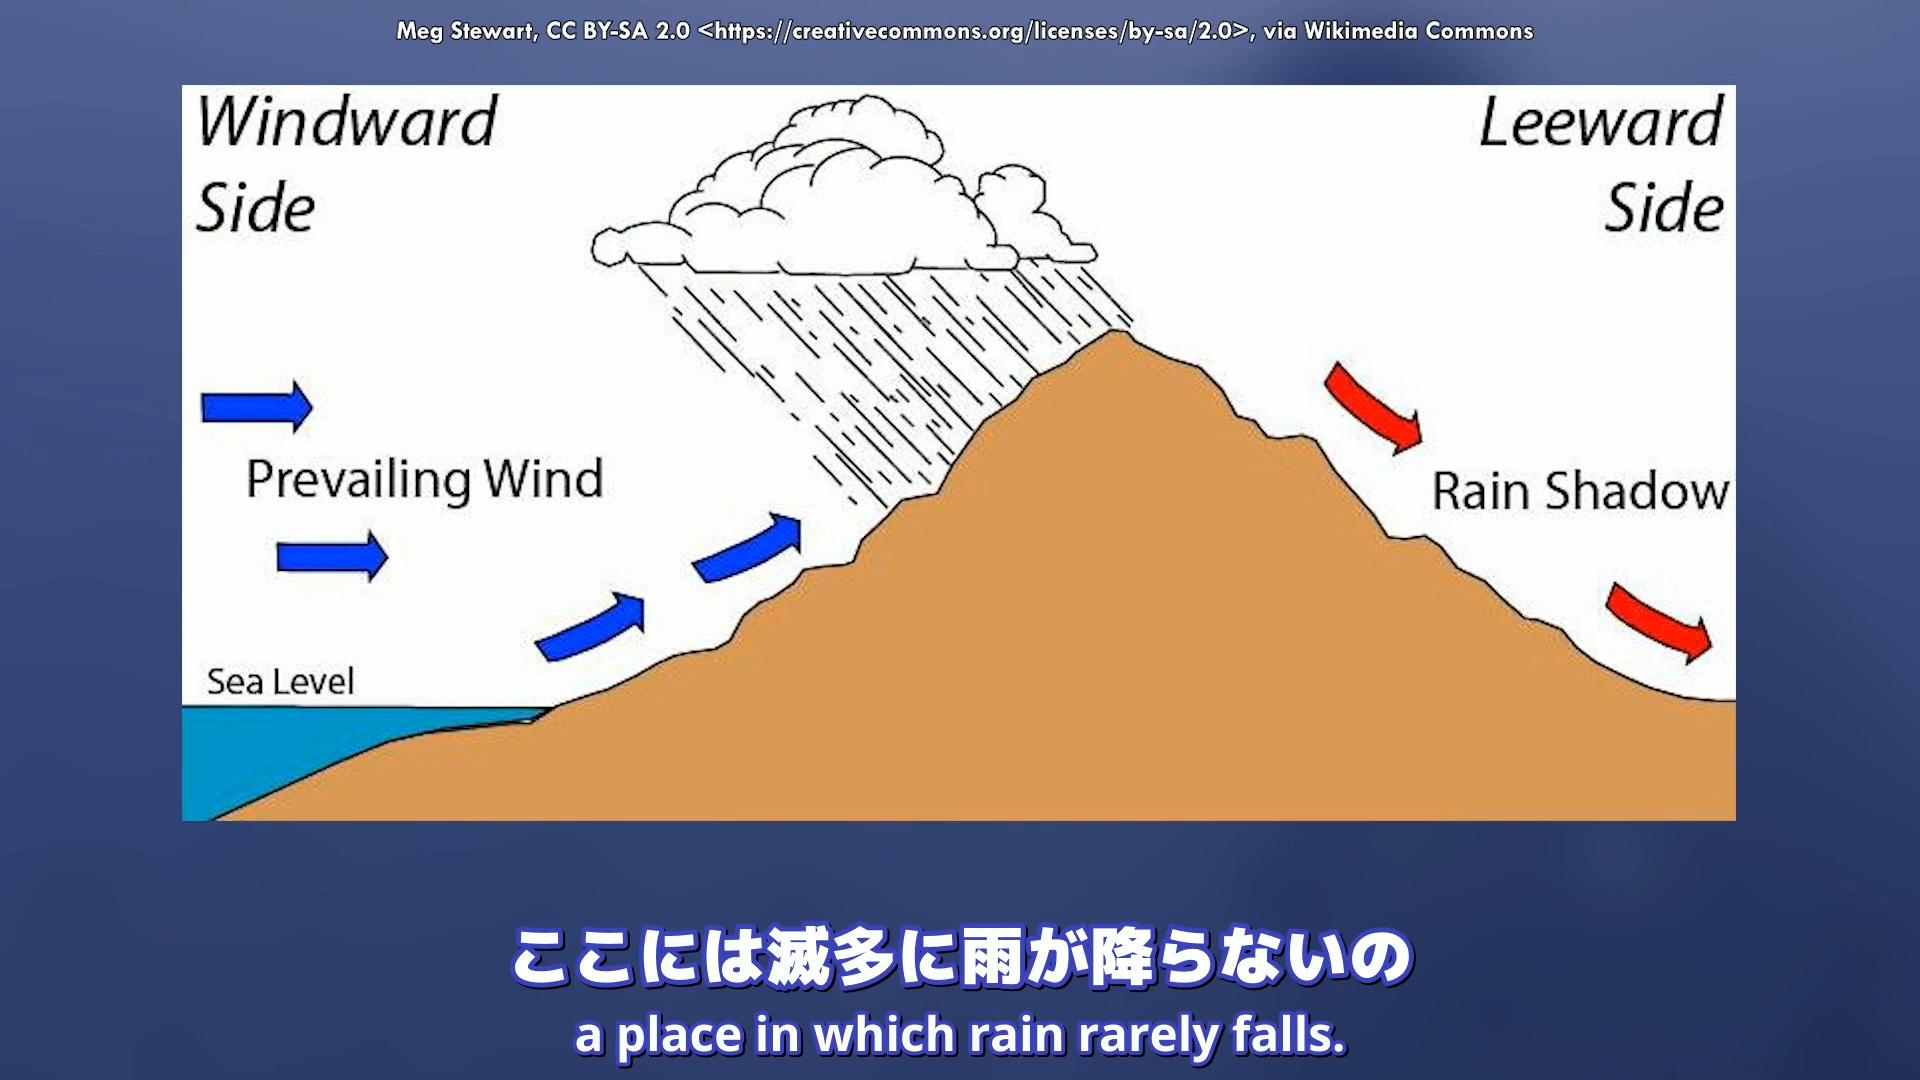 Meg Stewart, CC BY-SA 2.0 <https://creativecommons.org/licenses/by-sa/2.0>, via Wikimedia Commons
Windward
Side
Leeward
Side
Prevailing Wind
Rain Shadow
Sea Level
ここには滅多に雨が降らないの
a place in which rain rarely falls.